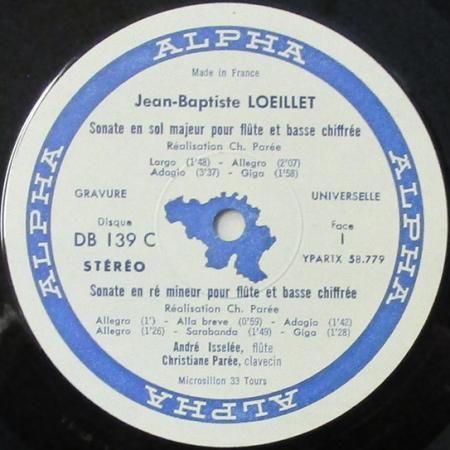 ALPHA
Made in France
Jean-Baptiste LOEILLET
Sonate en sol majeur pour flûte et basse chiffrée
Réalisation Ch. Parée
Largo (1'48) - Allegro (2'07)
Adagio (3'37) - Giga (1'58)
GRAVURE UNIVERSELLE
Disque Face
DB 139 C I
STÉRÉO YPARTX 58.779
Sonate en ré mineur pour flûte et basse chiffrée
Réalisation Ch. Parée
Allegro (1') - Alla breve (0'59) - Adagio (1'42)
Allegro (1'26) - Sarabanda (1'49) - Giga (1'28)
André Isselée, flûte
Christiane Parée, clavecin
Microsillon 33 Tours
ALPHA
ALPHA
ALPHA